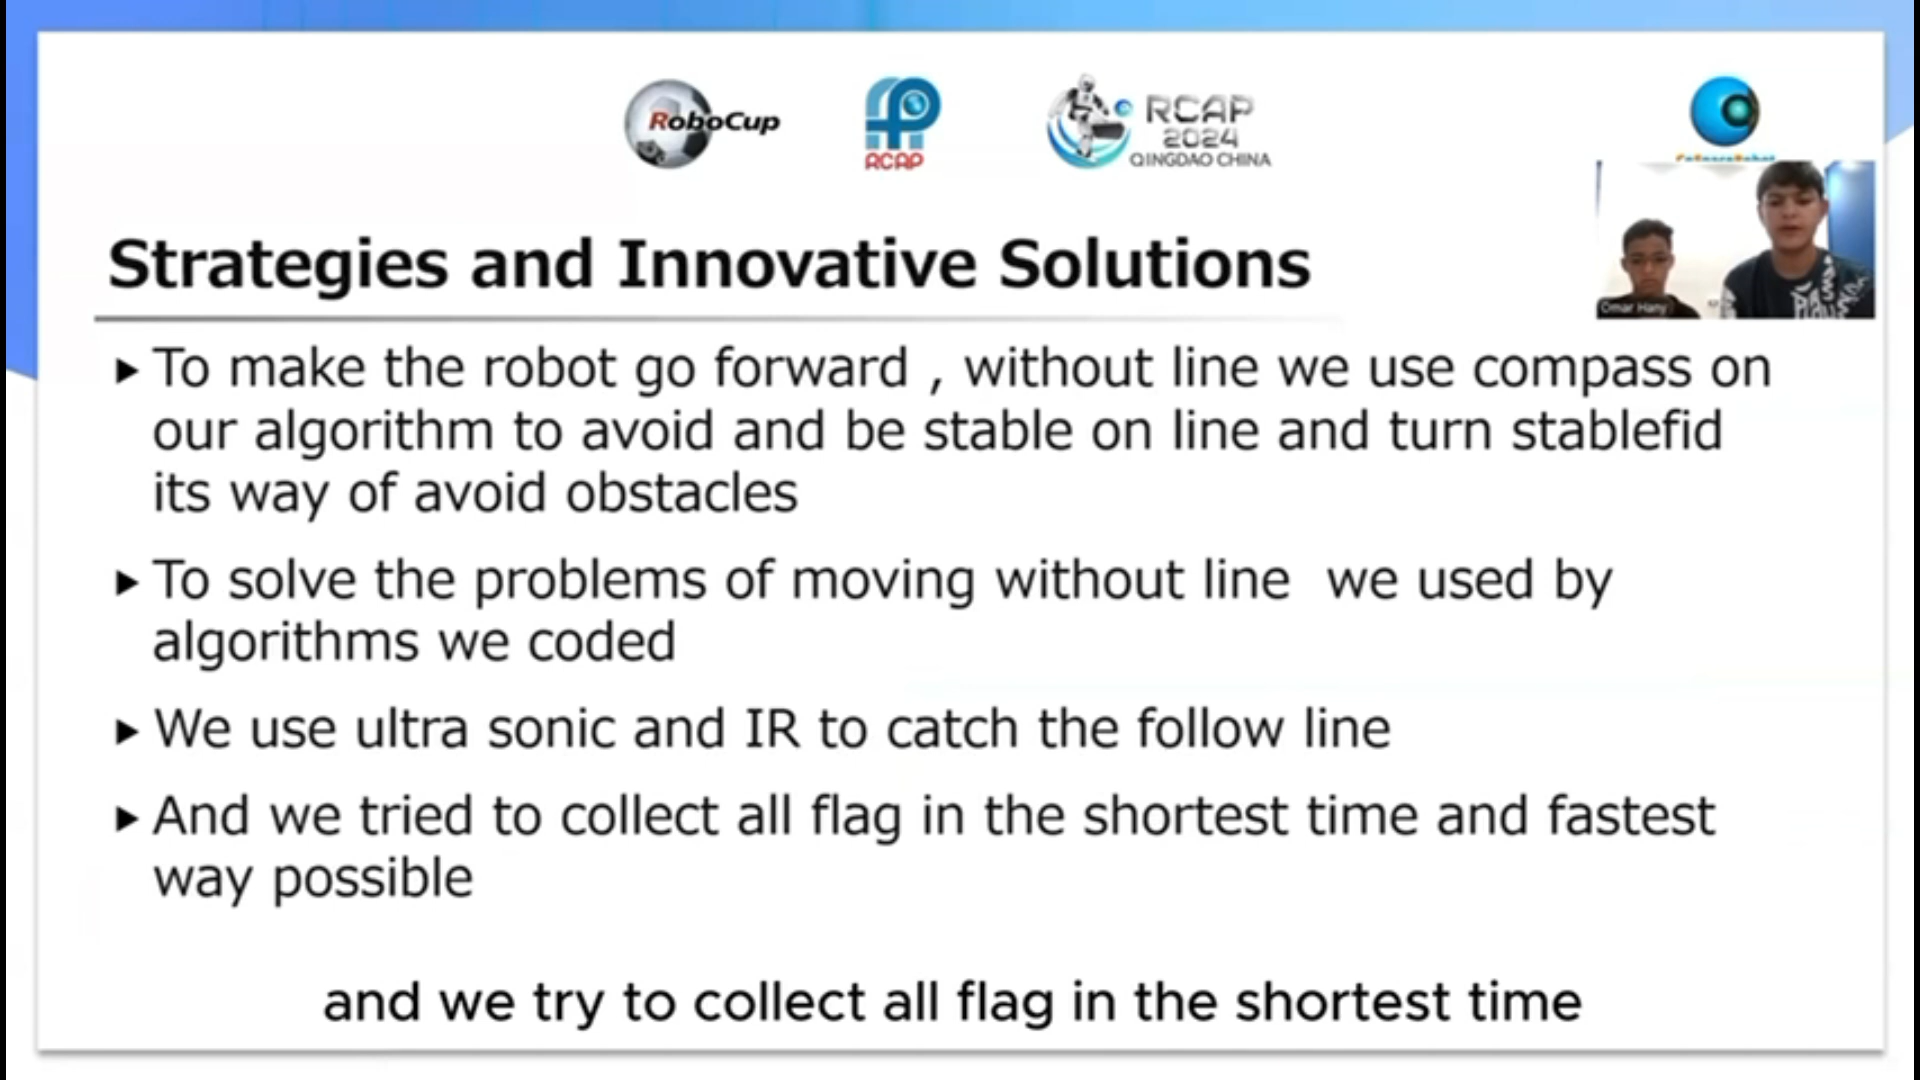 RoboCup
RCAP
RCAP
2024
QINGDAO CHINA
Strategies and Innovative Solutions
Omar Hany
To make the robot go forward , without line we use compass on
our algorithm to avoid and be stable on line and turn stablefid
its way of avoid obstacles
To solve the problems of moving without line we used by
algorithms we coded
We use ultra sonic and IR to catch the follow line
And we tried to collect all flag in the shortest time and fastest
way possible
and we try to collect all flag in the shortest time